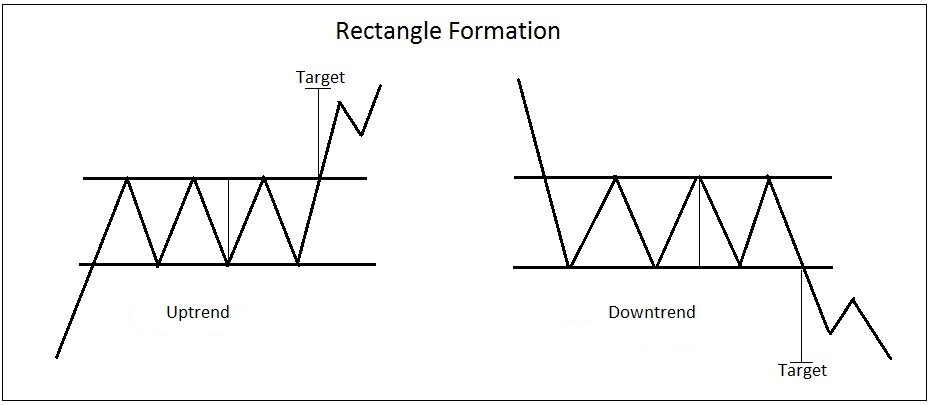 Rectangle Formation
Target
Uptrend
Downtrend
Target